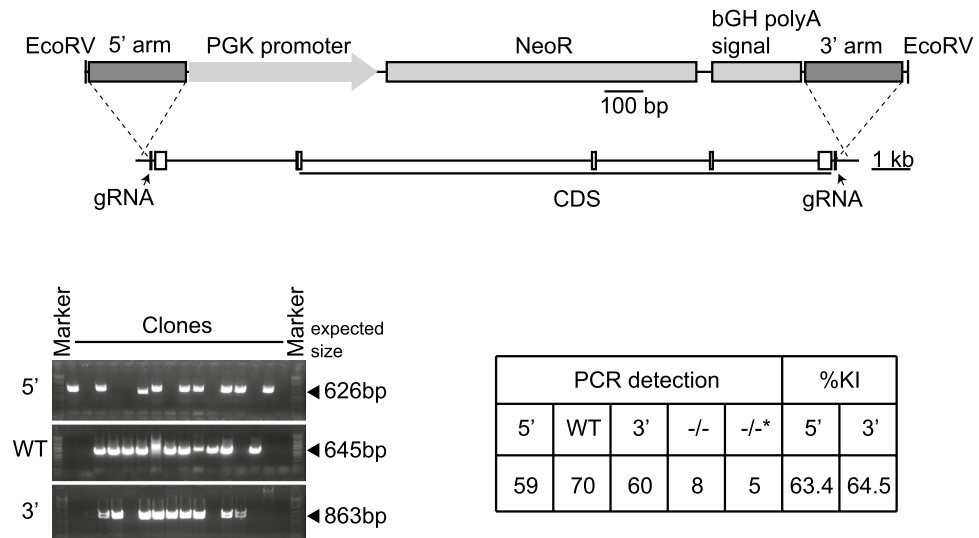 EcoRV 5' arm PGK promoter NeoR bGH polyA signal 3' arm EcoRV
100 bp
1 kb
gRNA CDS gRNA
Marker Clones Marker expected size
5' 626bp
WT 645bp
3' 863bp
PCR detection %KI
5' WT 3' -/- -/-* 5' 3'
59 70 60 8 5 63.4 64.5